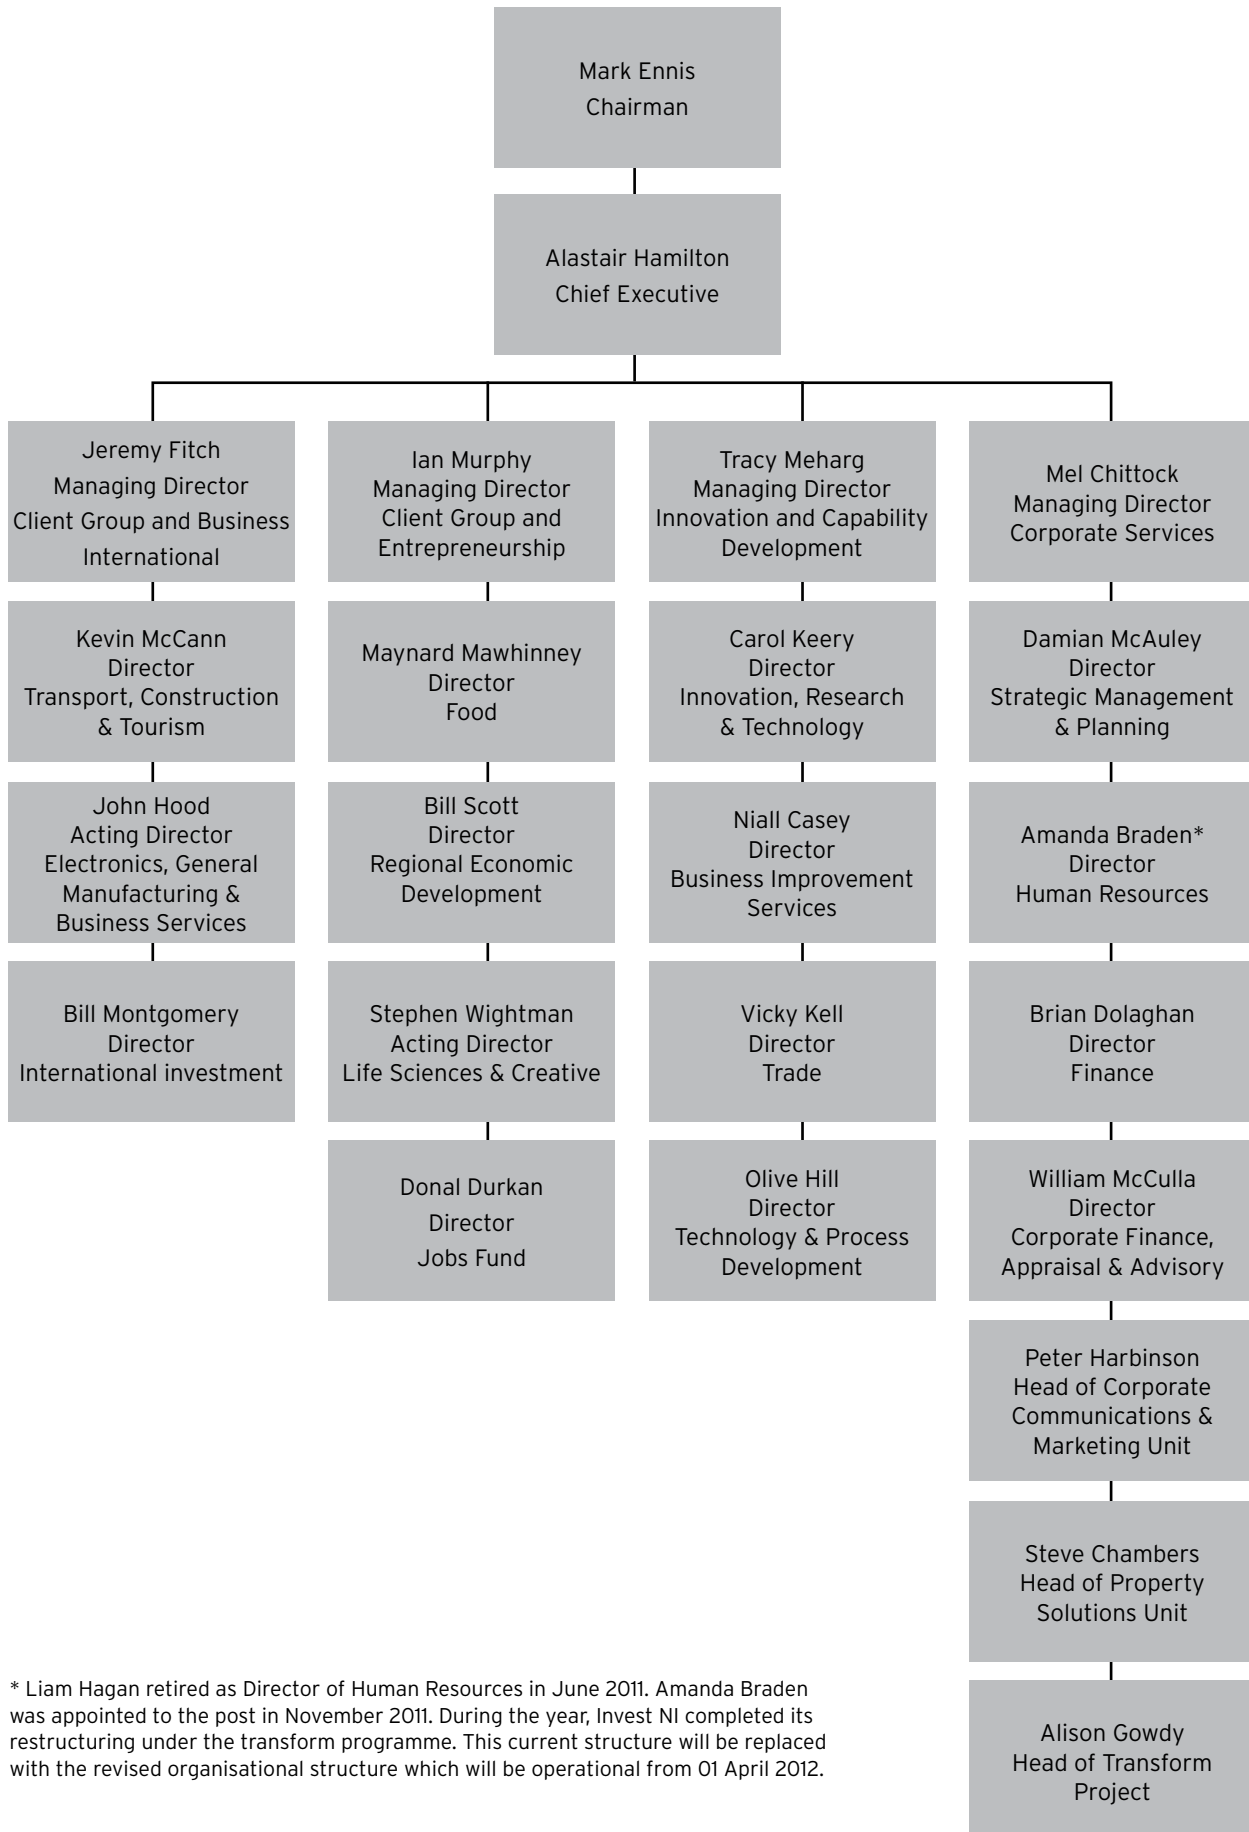 Mark Ennis
Chairman
Alastair Hamilton
Chief Executive
Jeremy Fitch
Managing Director
Client Group and Business
International
Kevin McCann
Director
Transport, Construction
& Tourism
John Hood
Acting Director
Electronics, General
Manufacturing &
Business Services
Bill Montgomery
Director
International investment
Ian Murphy
Managing Director
Client Group and
Entrepreneurship
Maynard Mawhinney
Director
Food
Bill Scott
Director
Regional Economic
Development
Stephen Wightman
Acting Director
Life Sciences & Creative
Donal Durkan
Director
Jobs Fund
Tracy Meharg
Managing Director
Innovation and Capability
Development
Carol Keery
Director
Innovation, Research
& Technology
Niall Casey
Director
Business Improvement
Services
Vicky Kell
Director
Trade
Olive Hill
Director
Technology & Process
Development
Mel Chittock
Managing Director
Corporate Services
Damian McAuley
Director
Strategic Management
& Planning
Amanda Braden*
Director
Human Resources
Brian Dolaghan
Director
Finance
William McCulla
Director
Corporate Finance,
Appraisal & Advisory
Peter Harbinson
Head of Corporate
Communications &
Marketing Unit
Steve Chambers
Head of Property
Solutions Unit
Alison Gowdy
Head of Transform
Project
* Liam Hagan retired as Director of Human Resources in June 2011. Amanda Braden
was appointed to the post in November 2011. During the year, Invest NI completed its
restructuring under the transform programme. This current structure will be replaced
with the revised organisational structure which will be operational from 01 April 2012.